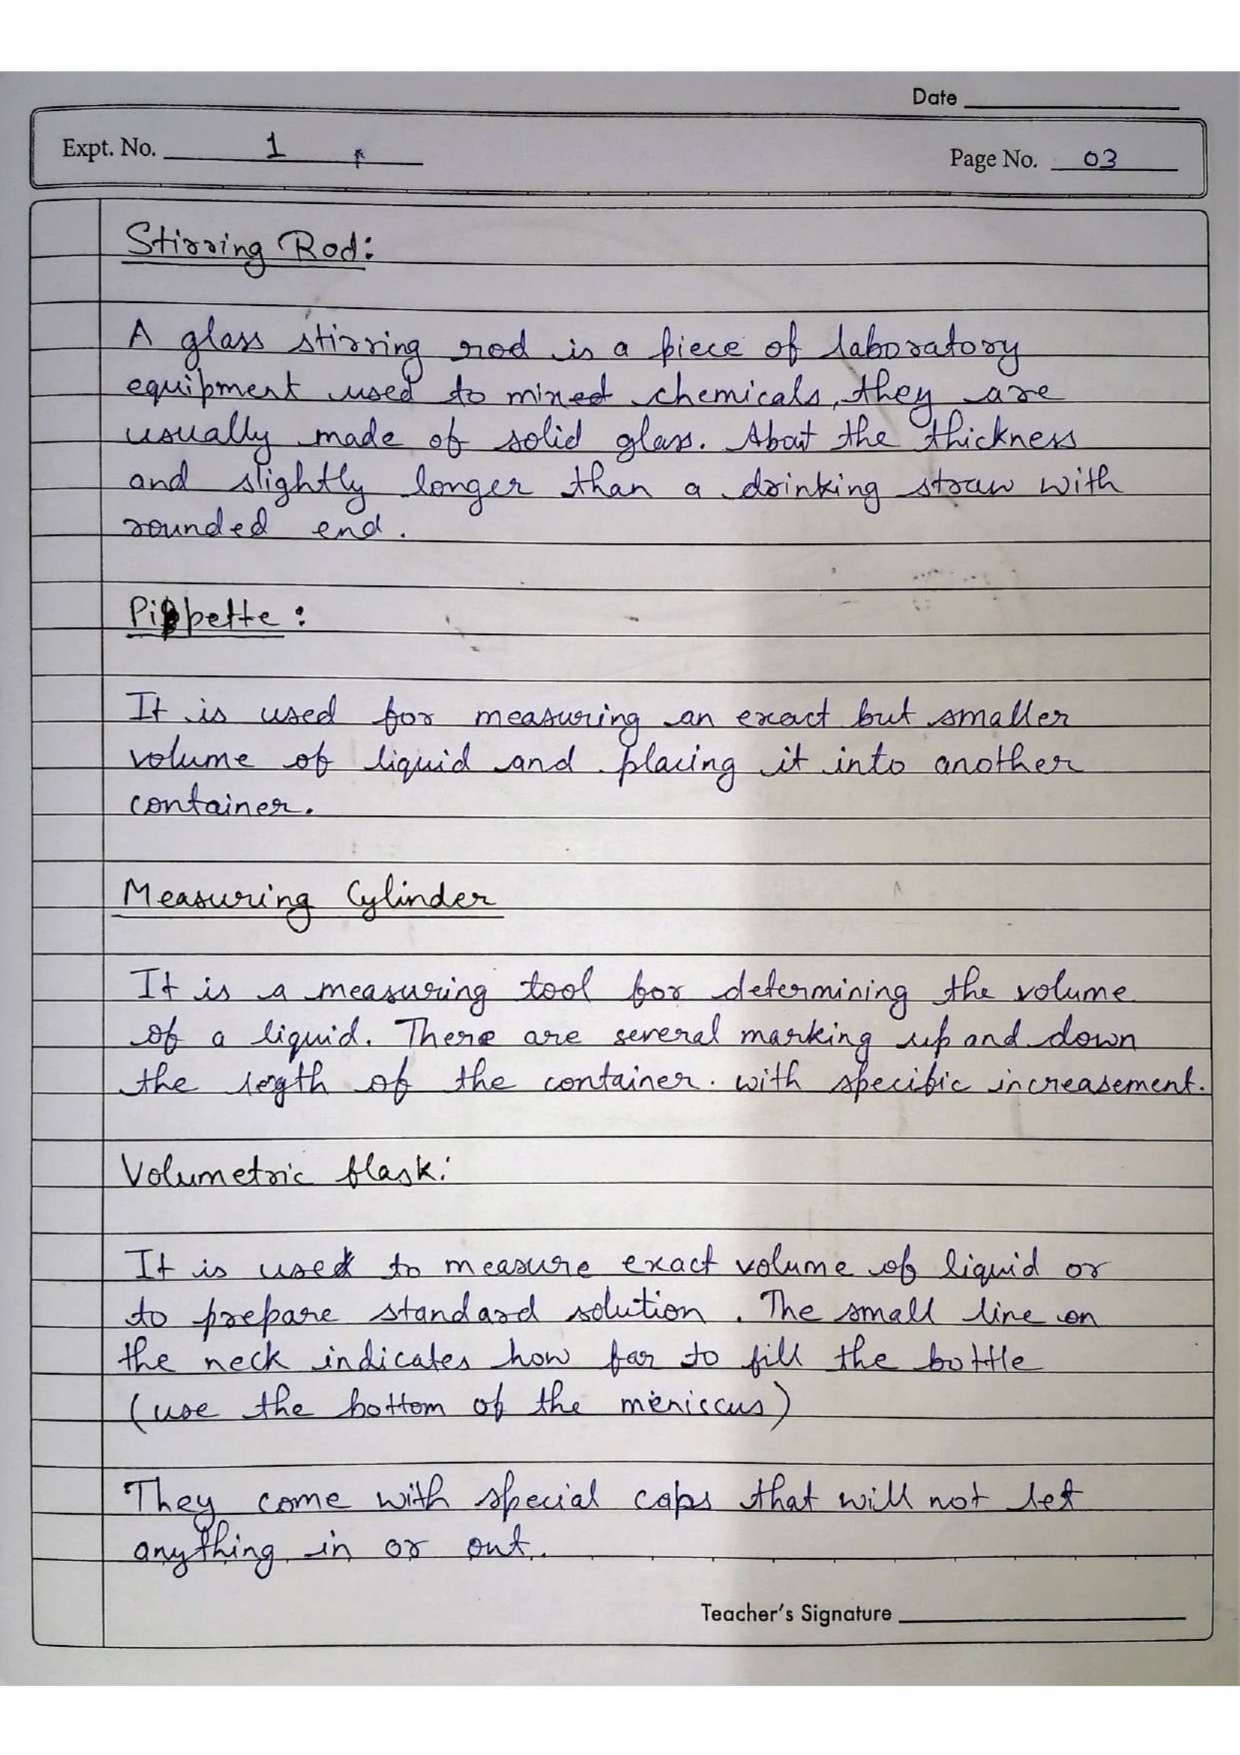 Date
Expt. No. 1
Page No. 03
Stirring Rod:
A glass stirring rod is a piece of laboratory
equipment used to mixed chemicals, they are
usually made of solid glass. About the thickness
and slightly longer than a drinking straw with
rounded end.
Pippette :
It is used for measuring an exact but smaller
volume of liquid and placing it into another
container.
Measuring Cylinder
It is a measuring tool for determining the volume
of a liquid. There are several marking up and down
the legth of the container. with specific increasement.
Volumetric flask:
It is used to measure exact volume of liquid or
to prepare standard solution. The small line on
the neck indicates how far to fill the bottle
(use the bottom of the meniscus)
They come with special caps that will not let
anything in or out.
Teacher's Signature